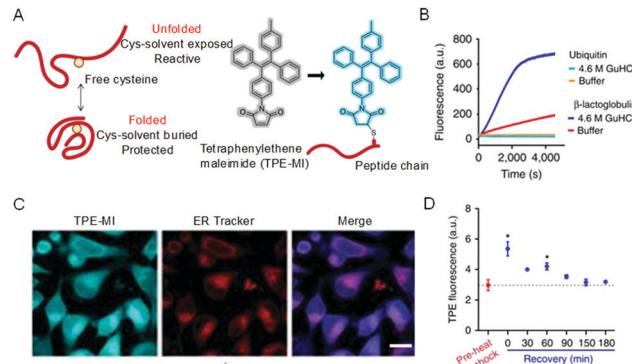 A
Unfolded
Cys-solvent exposed
Reactive
Free cysteine
Folded
Cys-solvent buried
Protected
N
O
O
N
O
O
S
Tetraphenylethene
maleimide (TPE-MI)
Peptide chain
B
Fluorescence (a.u.)
800
600
400
200
0
0
2,000
4,000
Time (s)
Ubiquitin
4.6 M GuHC
Buffer
β-lactoglobuli
4.6 M GuHC
Buffer
C
TPE-MI
ER Tracker
Merge
D
TPE fluorescence (a.u.)
8
6
4
2
0
*
*
Pre-heat
shock
0
30
60
90
150
180
Recovery (min)